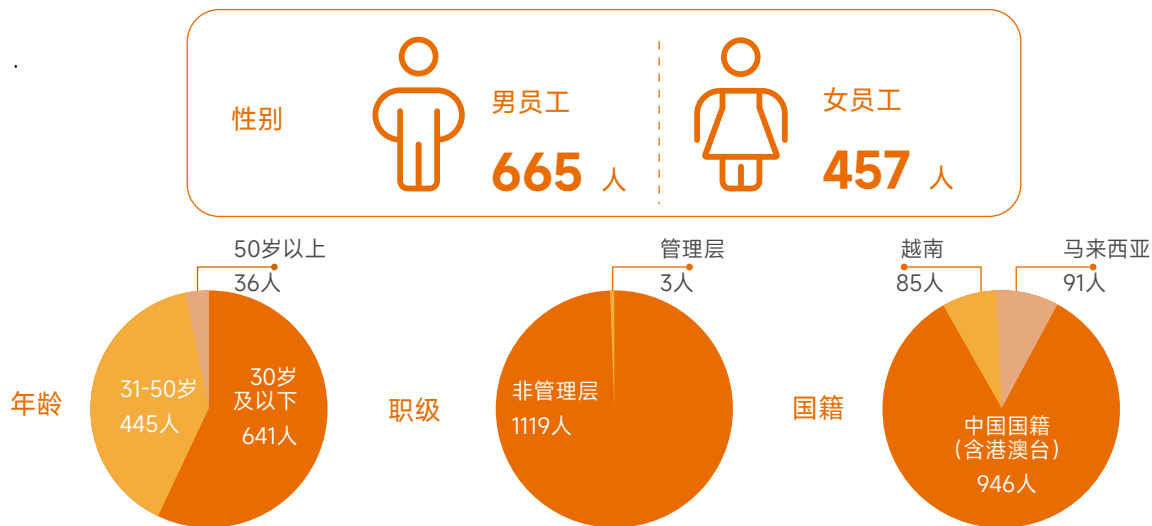 性别
男员工
665 人
女员工
457 人
年龄
50岁以上
36人
31-50岁
445人
30岁
及以下
641人
职级
管理层
3人
非管理层
1119人
国籍
越南
85人
马来西亚
91人
中国国籍
(含港澳台)
946人